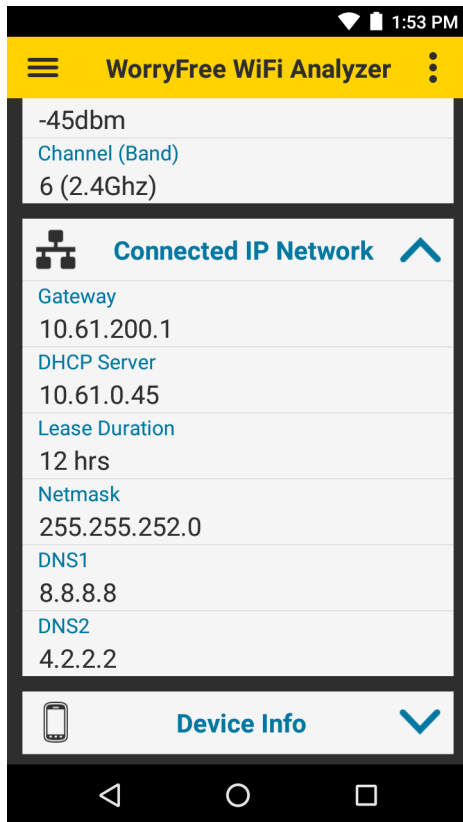 1:53 PM
WorryFree WiFi Analyzer
-45dbm
Channel (Band)
6 (2.4Ghz)
Connected IP Network
Gateway
10.61.200.1
DHCP Server
10.61.0.45
Lease Duration
12 hrs
Netmask
255.255.252.0
DNS1
8.8.8.8
DNS2
4.2.2.2
Device Info